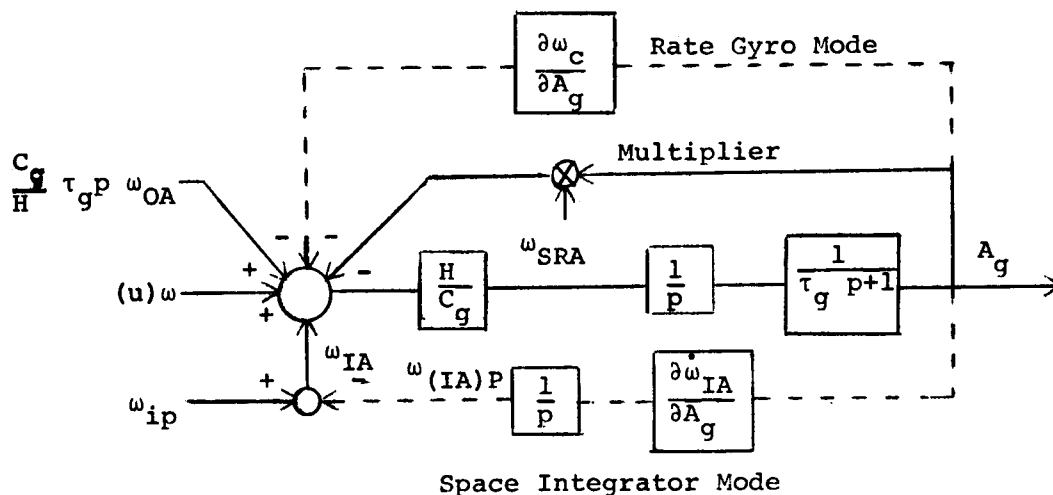 ∂ω_c
∂A_g
Rate Gyro Mode
Multiplier
C_g
H
τ_g p ω_OA
- -
-
ω_SRA
+
(u)ω
+
H
C_g
1
p
1
τ_g p+1
A_g
ω_IA
-
ω_(IA)P
+
ω_ip
1
p
∂ω̇_IA
∂A_g
Space Integrator Mode